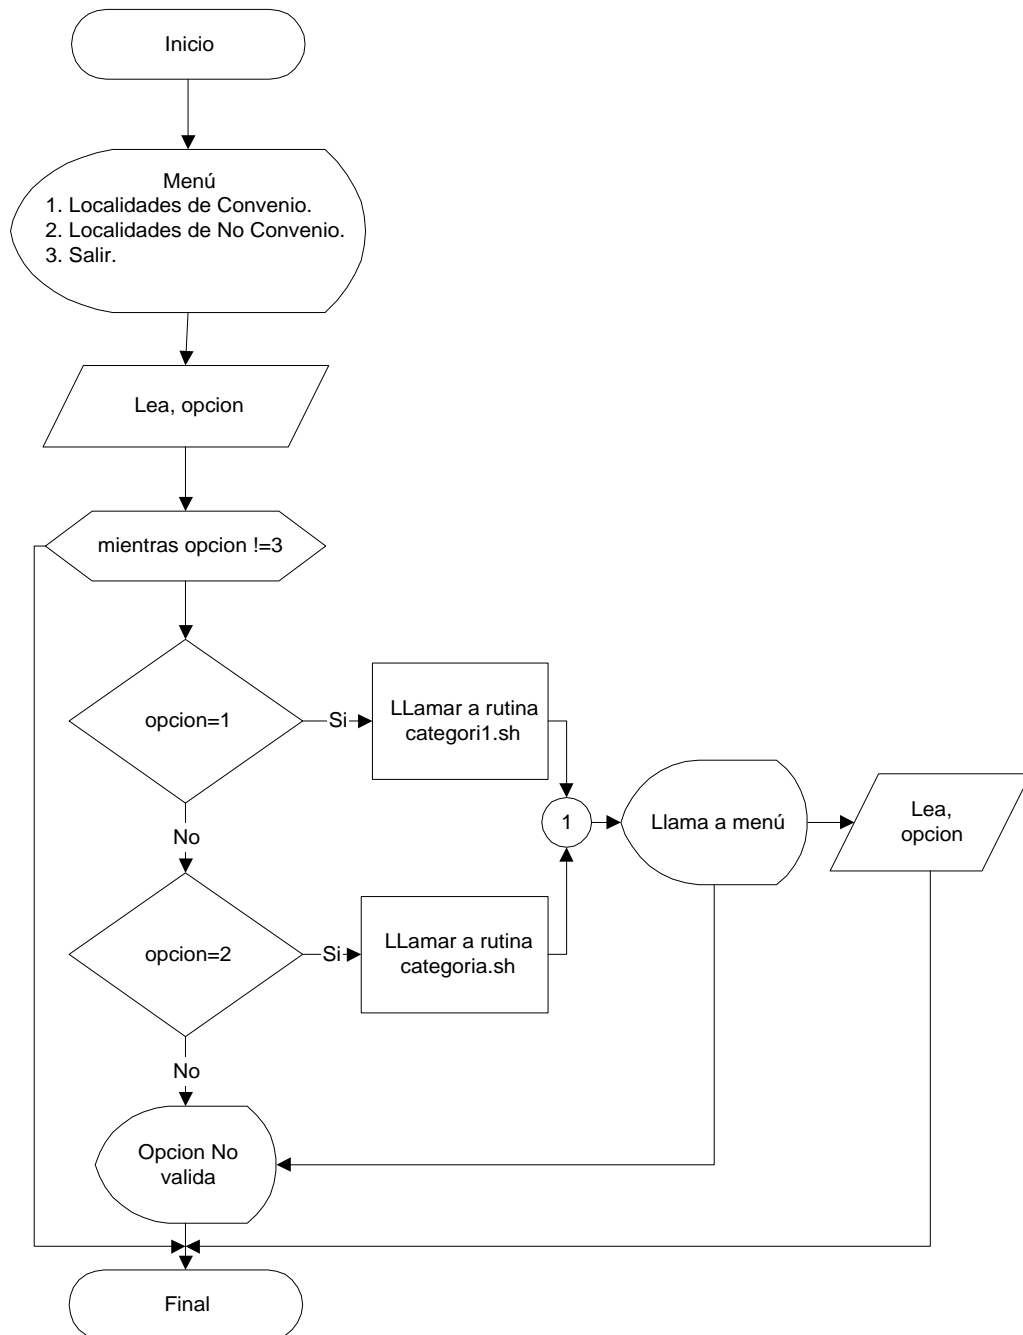 Inicio
Menú
1. Localidades de Convenio.
2. Localidades de No Convenio.
3. Salir.
Lea, opcion
mientras opcion !=3
opcion=1
Si
LLamar a rutina
categori1.sh
No
1
Llama a menú
Lea,
opcion
opcion=2
Si
LLamar a rutina
categoria.sh
No
Opcion No
valida
Final